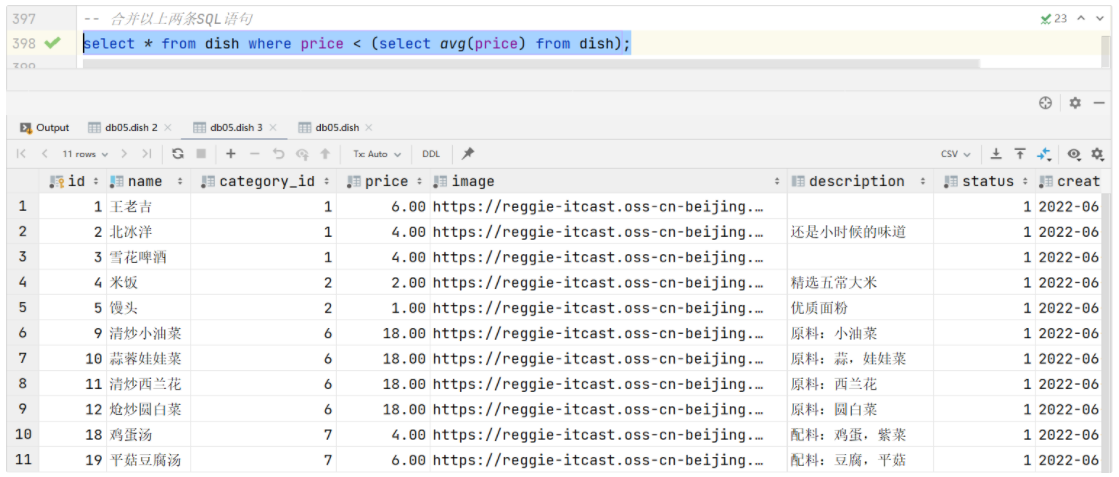 397 -- 合并以上两条SQL语句 23
398 select * from dish where price < (select avg(price) from dish);
399
Output db05.dish 2 db05.dish 3 db05.dish
11 rows Tx: Auto DDL CSV
id name category_id price image description status creat
1 1 王老吉 1 6.00 https://reggie-itcast.oss-cn-beijing.… 1 2022-06
2 2 北冰洋 1 4.00 https://reggie-itcast.oss-cn-beijing.… 还是小时候的味道 1 2022-06
3 3 雪花啤酒 1 4.00 https://reggie-itcast.oss-cn-beijing.… 1 2022-06
4 4 米饭 2 2.00 https://reggie-itcast.oss-cn-beijing.… 精选五常大米 1 2022-06
5 5 馒头 2 1.00 https://reggie-itcast.oss-cn-beijing.… 优质面粉 1 2022-06
6 9 清炒小油菜 6 18.00 https://reggie-itcast.oss-cn-beijing.… 原料：小油菜 1 2022-06
7 10 蒜蓉娃娃菜 6 18.00 https://reggie-itcast.oss-cn-beijing.… 原料：蒜，娃娃菜 1 2022-06
8 11 清炒西兰花 6 18.00 https://reggie-itcast.oss-cn-beijing.… 原料：西兰花 1 2022-06
9 12 炝炒圆白菜 6 18.00 https://reggie-itcast.oss-cn-beijing.… 原料：圆白菜 1 2022-06
10 18 鸡蛋汤 7 4.00 https://reggie-itcast.oss-cn-beijing.… 配料：鸡蛋，紫菜 1 2022-06
11 19 平菇豆腐汤 7 6.00 https://reggie-itcast.oss-cn-beijing.… 配料：豆腐，平菇 1 2022-06